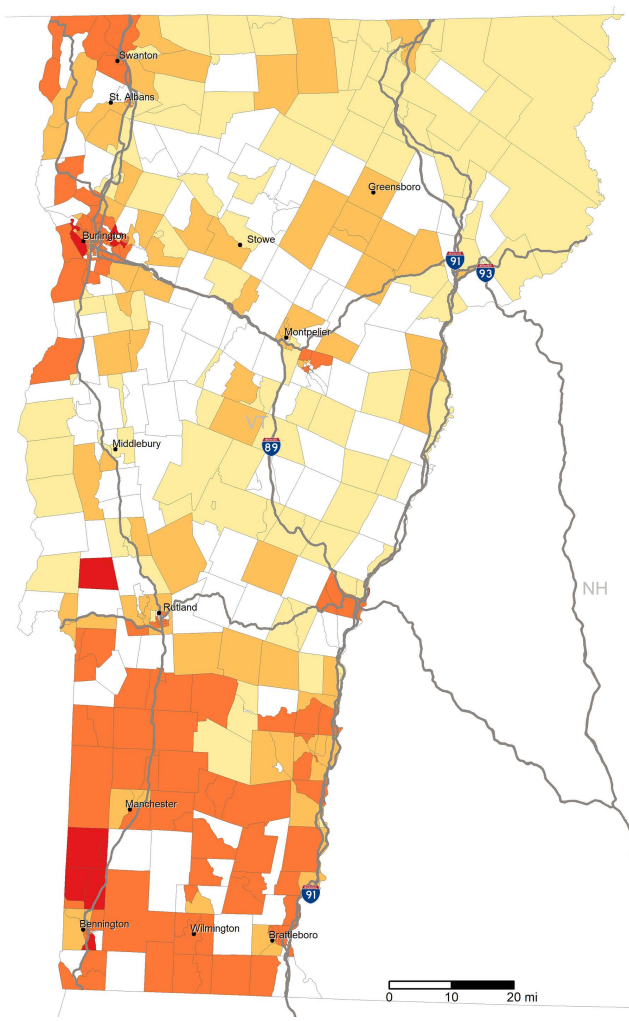 Swanton
St. Albans
Greensboro
Burlington
Stowe
91
93
Montpelier
VT
Middlebury
89
NH
Rutland
Manchester
91
Bennington
Wilmington
Brattleboro
0 10 20 mi